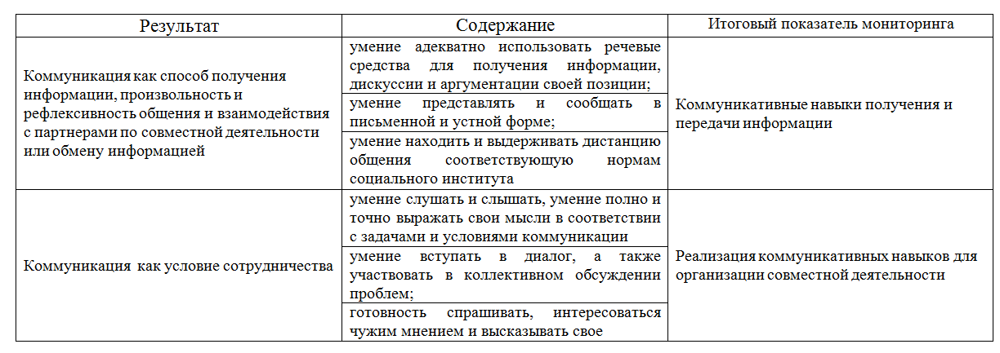 Результат
Содержание
Итоговый показатель мониторинга
Коммуникация как способ получения
информации, произвольность и
рефлексивность общения и взаимодействия
с партнерами по совместной деятельности
или обмену информацией
умение адекватно использовать речевые
средства для получения информации,
дискуссии и аргументации своей позиции;
умение представлять и сообщать в
письменной и устной форме;
умение находить и выдерживать дистанцию
общения соответствующую нормам
социального института
Коммуникативные навыки получения и
передачи информации
Коммуникация как условие сотрудничества
умение слушать и слышать, умение полно и
точно выражать свои мысли в соответствии
с задачами и условиями коммуникации
умение вступать в диалог, а также
участвовать в коллективном обсуждении
проблем;
готовность спрашивать, интересоваться
чужим мнением и высказывать свое
Реализация коммуникативных навыков для
организации совместной деятельности